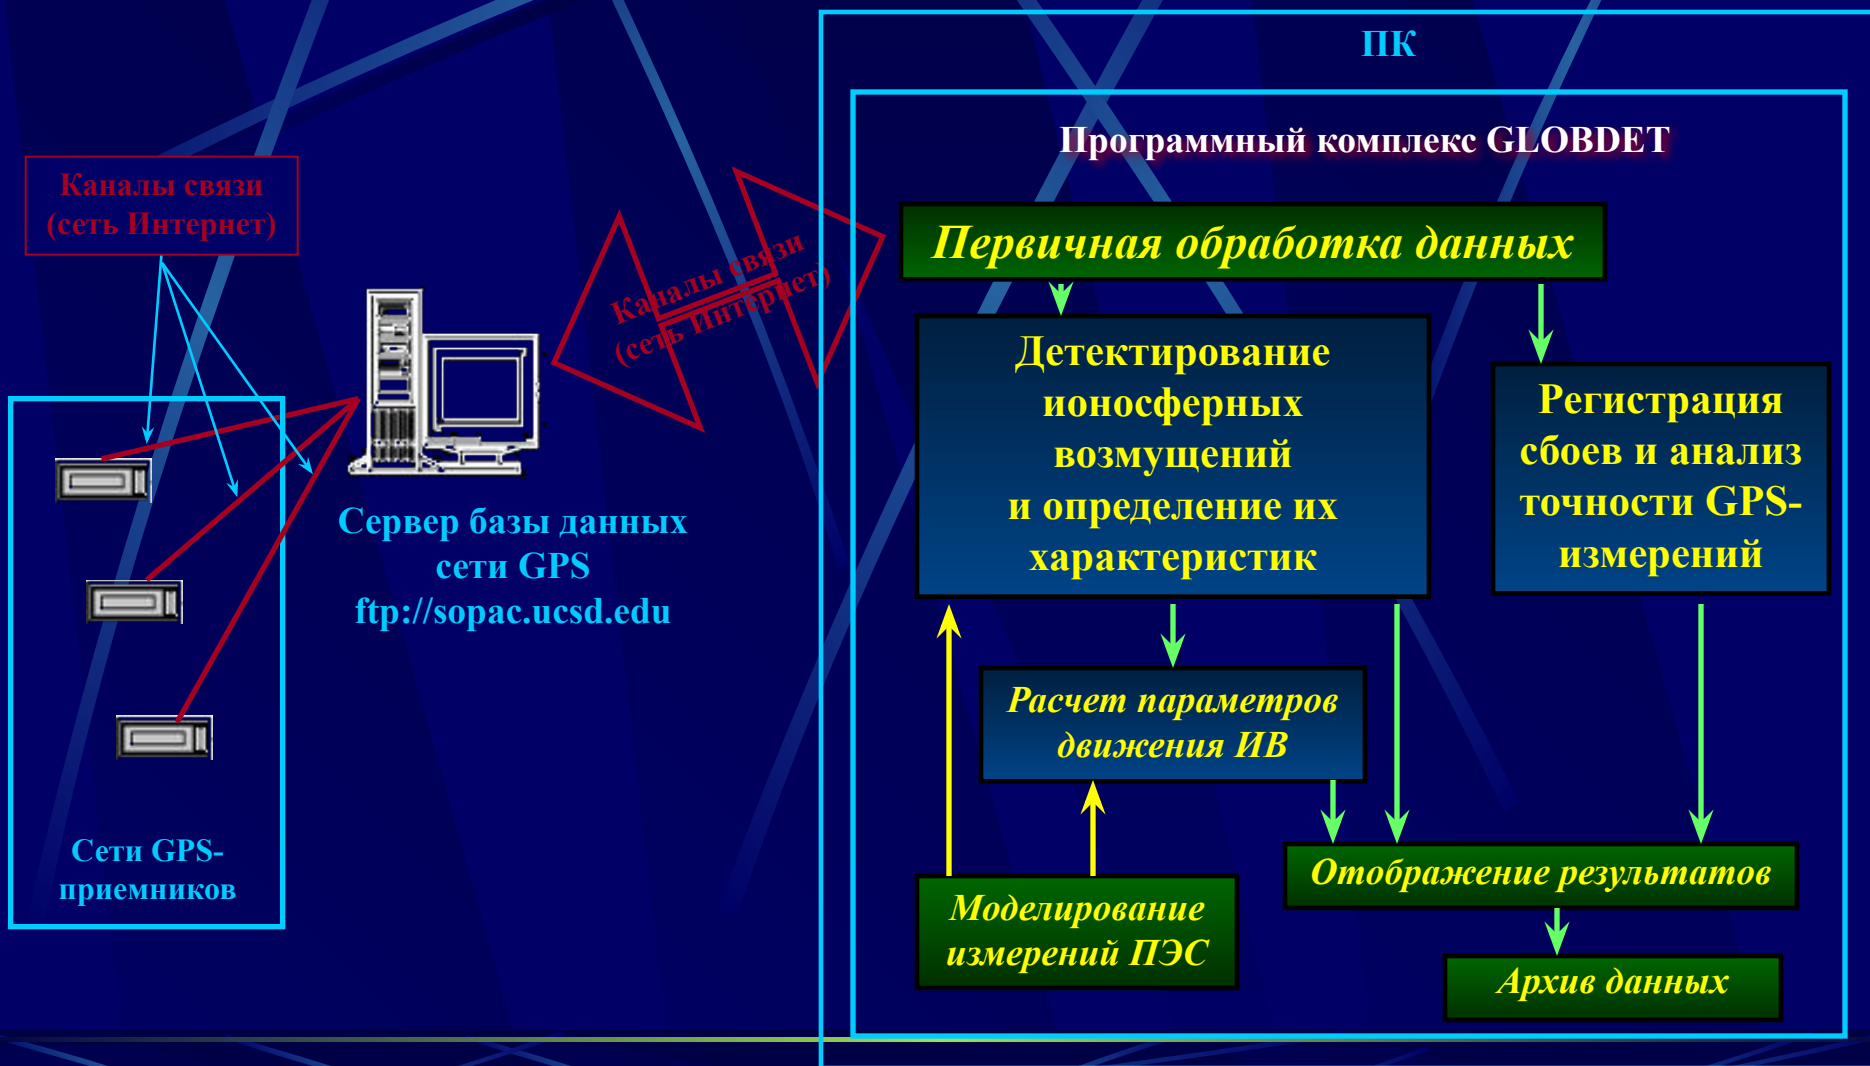 ПК
Программный комплекс GLOBDET
Каналы связи
(сеть Интернет)
Каналы связи
(сеть Интернет)
Первичная обработка данных
Детектирование
ионосферных
возмущений
и определение их
характеристик
Регистрация
сбоев и анализ
точности GPS-
измерений
Сервер базы данных
сети GPS
ftp://sopac.ucsd.edu
Расчет параметров
движения ИВ
Сети GPS-
приемников
Отображение результатов
Моделирование
измерений ПЭС
Архив данных